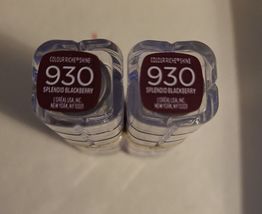 COLOUR RICHE® SHINE
930
SPLENDID BLACKBERRY
L'ORÉAL USA, INC.
NEW YORK, NY 10001
COLOUR RICHE® SHINE
930
SPLENDID BLACKBERRY
L'ORÉAL USA, INC.
NEW YORK, NY 10001